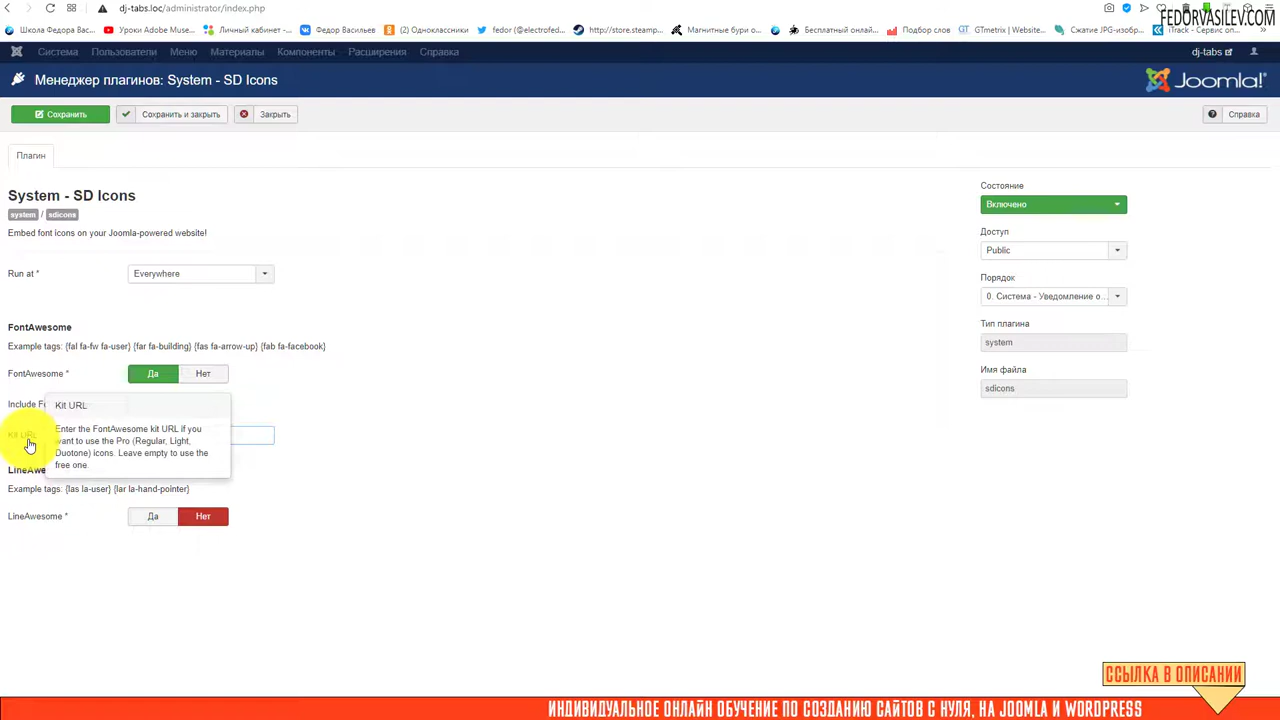 dj-tabs.loc/administrator/index.php
FEDORVASILEV.COM
Школа Федора Вас...
Уроки Adobe Muse...
Личный кабинет -...
Федор Васильев
(2) Одноклассники
fedor (@electrofed...
http://store.steamp...
Магнитные бури о...
Бесплатный онлай...
Подбор слов
GTmetrix | Website...
Сжатие JPG-изобр...
iTrack - Сервис оп...
Система Пользователи Меню Материалы Компоненты Расширения Справка
dj-tabs
Менеджер плагинов: System - SD Icons
Joomla!
Сохранить
Сохранить и закрыть
Закрыть
Справка
Плагин
System - SD Icons
system / sdicons
Embed font icons on your Joomla-powered website!
Run at * Everywhere
FontAwesome
Example tags: {fal fa-fw fa-user} {far fa-building} {fas fa-arrow-up} {fab fa-facebook}
FontAwesome * Да Нет
Include F
Kit URL
Kit URL
Enter the FontAwesome kit URL if you
want to use the Pro (Regular, Light,
Duotone) icons. Leave empty to use the
free one.
LineAwe
Example tags: {las la-user} {lar la-hand-pointer}
LineAwesome * Да Нет
Состояние
Включено
Доступ
Public
Порядок
0. Система - Уведомление о...
Тип плагина
system
Имя файла
sdicons
ССЫЛКА В ОПИСАНИИ
ИНДИВИДУАЛЬНОЕ ОНЛАЙН ОБУЧЕНИЕ ПО СОЗДАНИЮ САЙТОВ С НУЛЯ, НА JOOMLA И WORDPRESS